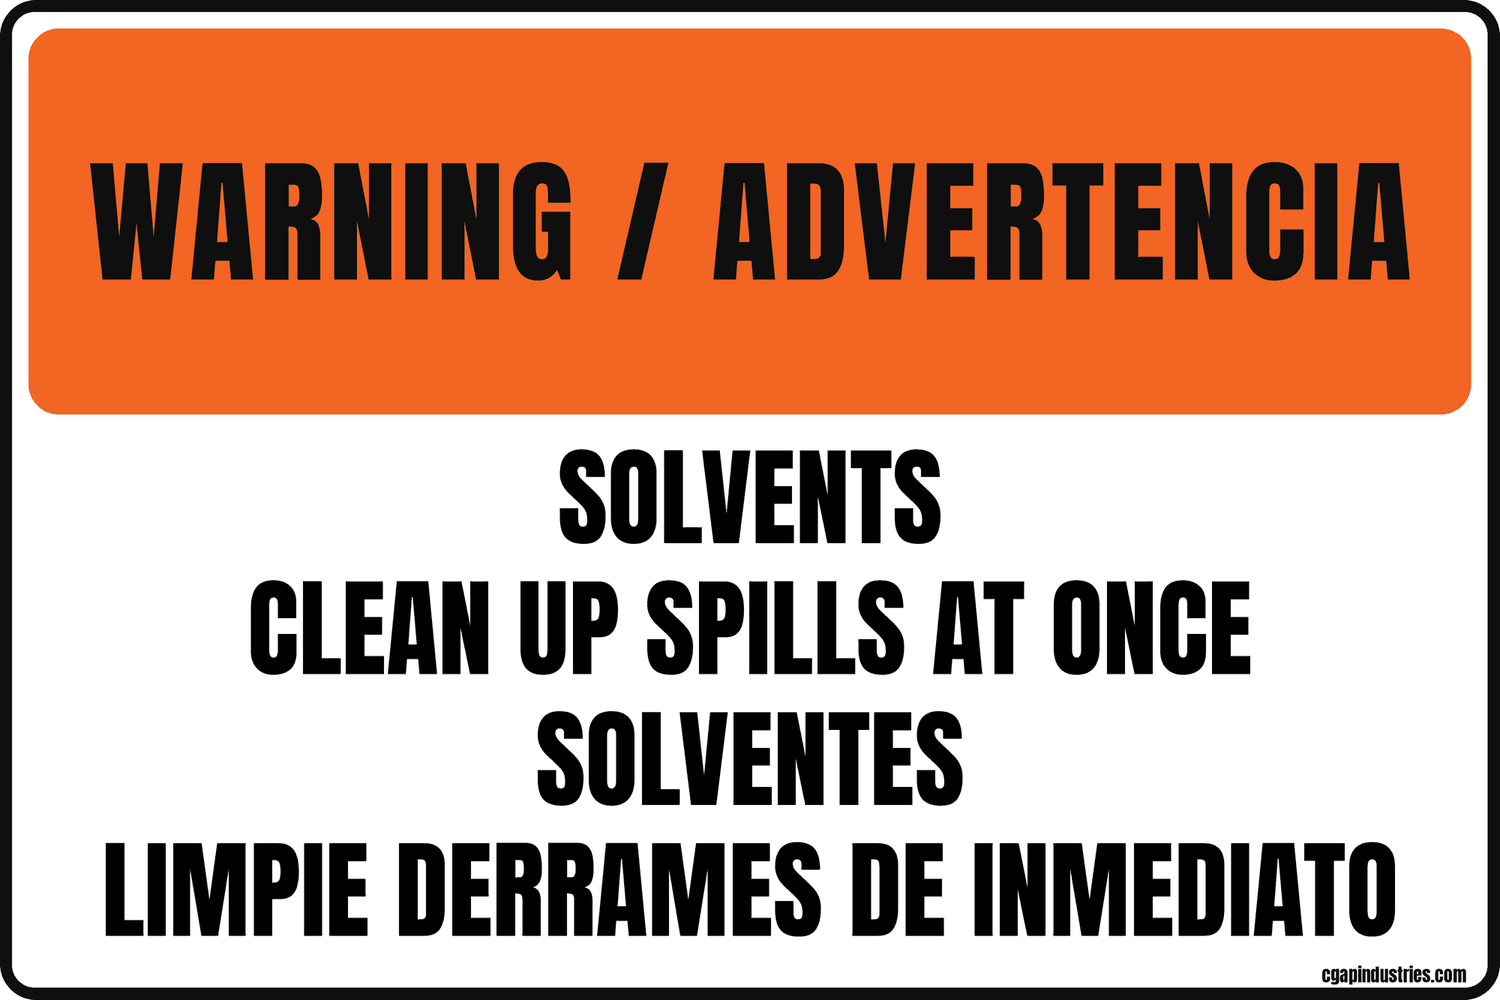 WARNING / ADVERTENCIA
SOLVENTS
CLEAN UP SPILLS AT ONCE
SOLVENTES
LIMPIE DERRAMES DE INMEDIATO
cgapindustries.com